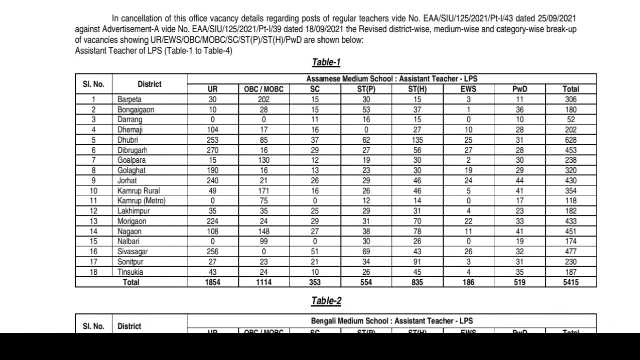 In cancellation of this office vacancy details regarding posts of regular teachers vide No. EAA/SIU/125/2021/Pt-I/43 dated 25/09/2021
against Advertisement-A vide No. EAA/SIU/125/2021/Pt-I/39 dated 18/09/2021 the Revised district-wise, medium-wise and category-wise break-up
of vacancies showing UR/EWS/OBC/MOBC/SC/ST(P)/ST(H)/PwD are shown below:
Assistant Teacher of LPS (Table-1 to Table-4)
Table-1
Sl. No. District Assamese Medium School : Assistant Teacher - LPS
UR OBC / MOBC SC ST(P) ST(H) EWS PwD Total
1 Barpeta 30 202 15 30 15 3 11 306
2 Bongaigaon 10 28 15 53 37 1 36 180
3 Darrang 0 0 11 16 15 0 10 52
4 Dhemaji 104 17 16 0 27 10 28 202
5 Dhubri 253 85 37 62 135 25 31 628
6 Dibrugarh 270 16 29 27 56 27 28 453
7 Goalpara 15 130 12 19 30 2 30 238
8 Golaghat 190 16 13 23 30 19 29 320
9 Jorhat 240 21 26 29 46 24 44 430
10 Kamrup Rural 49 171 16 26 46 5 41 354
11 Kamrup (Metro) 0 75 0 12 14 0 17 118
12 Lakhimpur 35 35 25 29 31 4 23 182
13 Morigaon 224 24 29 31 70 22 33 433
14 Nagaon 108 148 27 38 78 11 41 451
15 Nalbari 0 99 0 30 26 0 19 174
16 Sivasagar 256 0 51 69 43 26 32 477
17 Sonitpur 27 23 21 34 91 3 31 230
18 Tinsukia 43 24 10 26 45 4 35 187
Total 1854 1114 353 554 835 186 519 5415
Table-2
Sl. No. District Bengali Medium School : Assistant Teacher - LPS
UR OBC / MOBC SC ST(P) ST(H) EWS PwD Total